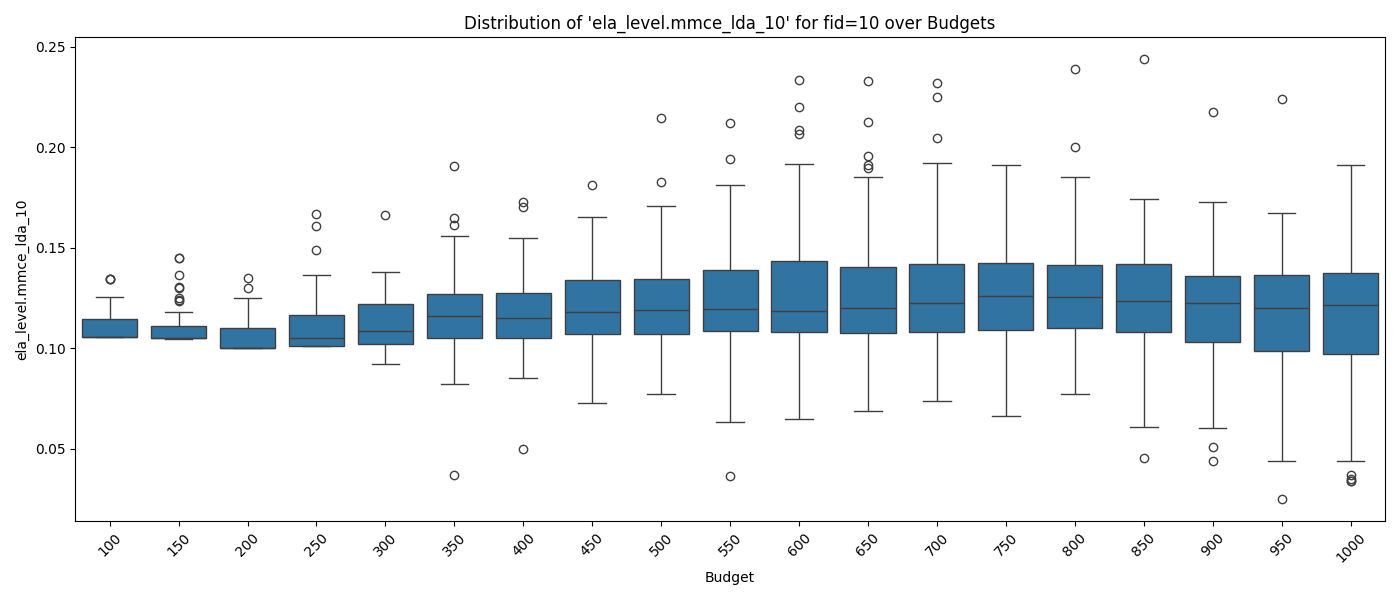 Distribution of 'ela_level.mmce_lda_10' for fid=10 over Budgets
ela_level.mmce_lda_10
0.25
0.20
0.15
0.10
0.05
100 150 200 250 300 350 400 450 500 550 600 650 700 750 800 850 900 950 1000
Budget